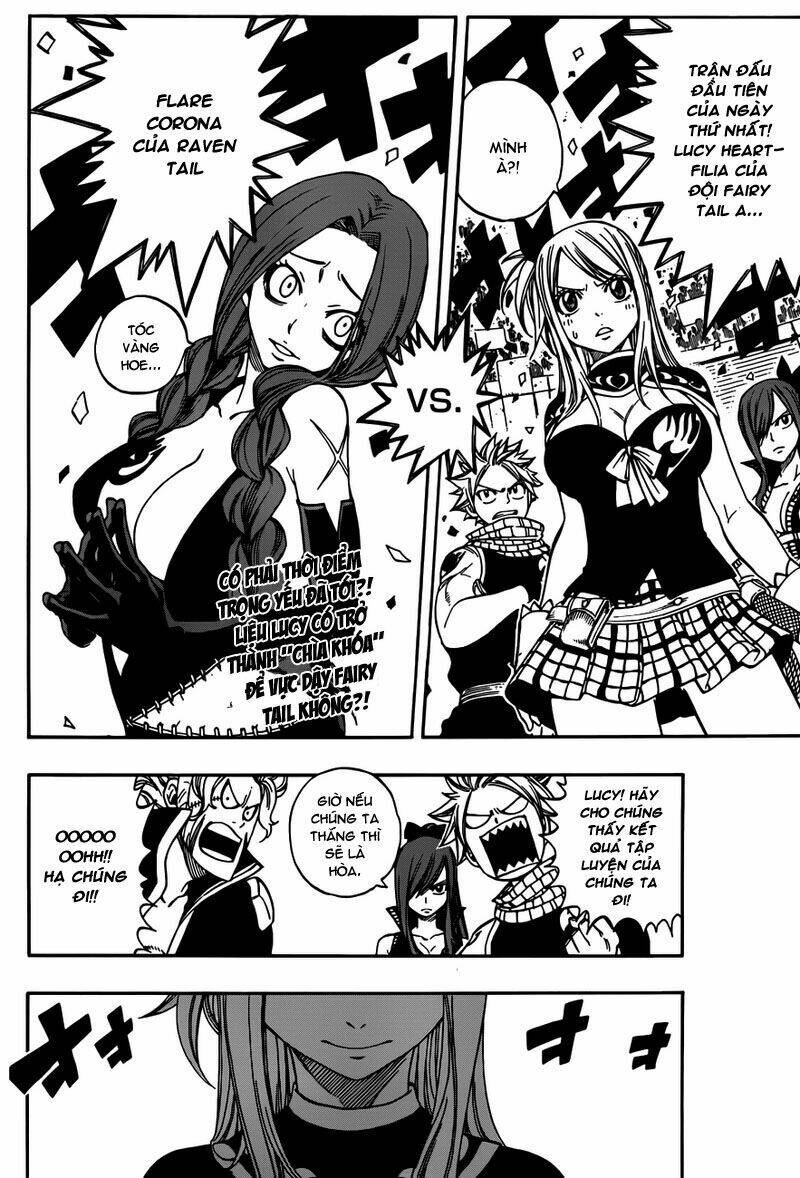 TRẬN ĐẤU
ĐẦU TIÊN
CỦA NGÀY
THỨ NHẤT!
LUCY HEART-
FILIA CỦA
ĐỘI FAIRY
TAIL A...
MÌNH
À?!
VS.
FLARE
CORONA
CỦA RAVEN
TAIL
TÓC
VÀNG
HOE...
CÓ PHẢI THỜI ĐIỂM
TRỌNG YẾU ĐÃ TỚI?!
LIỆU LUCY CÓ TRỞ
THÀNH "CHÌA KHÓA"
ĐỂ VỰC DẬY FAIRY
TAIL KHÔNG?!
LUCY! HÃY
CHO CHÚNG
THẤY KẾT
QUẢ TẬP
LUYỆN CỦA
CHÚNG TA
ĐI!
GIỜ NẾU
CHÚNG TA
THẮNG THÌ
SẼ LÀ
HÒA.
OOOOO
OOHH!!
HẠ CHÚNG
ĐI!!